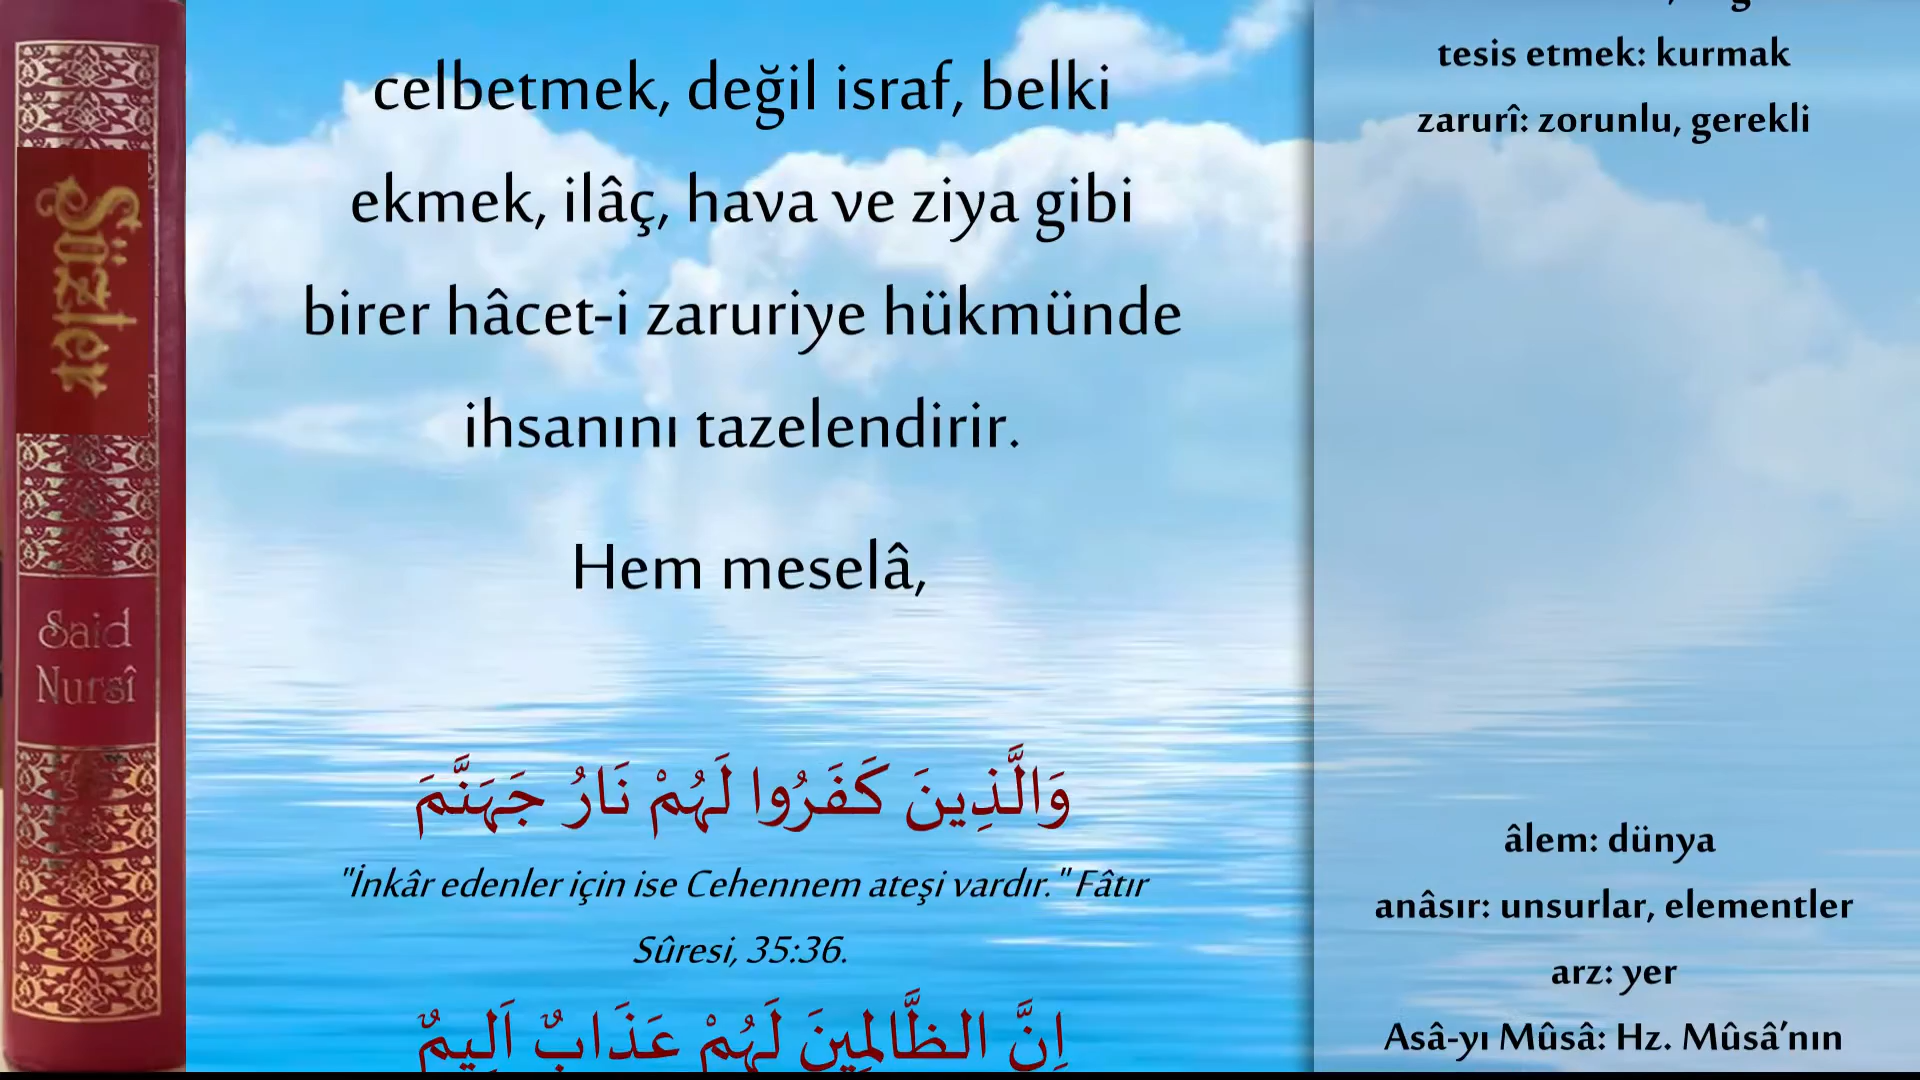 Sözler
Said
Nursî
celbetmek, değil israf, belki
ekmek, ilâç, hava ve ziya gibi
birer hâcet-i zaruriye hükmünde
ihsanını tazelendirir.
Hem meselâ,
وَالَّذِينَ كَفَرُوا لَهُمْ نَارُ جَهَنَّمَ
"İnkâr edenler için ise Cehennem ateşi vardır." Fâtır
Sûresi, 35:36.
اِنَّ الظَّالِمِينَ لَهُمْ عَذَابٌ اَلِيمٌ
tesis etmek: kurmak
zarurî: zorunlu, gerekli
âlem: dünya
anâsır: unsurlar, elementler
arz: yer
Asâ-yı Mûsâ: Hz. Mûsâ’nın